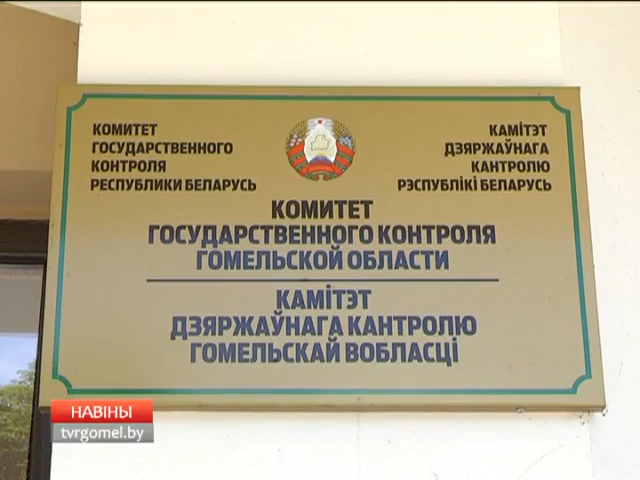 КОМИТЕТ
ГОСУДАРСТВЕННОГО
КОНТРОЛЯ
РЕСПУБЛИКИ БЕЛАРУСЬ
КАМІТЭТ
ДЗЯРЖАЎНАГА
КАНТРОЛЮ
РЭСПУБЛІКІ БЕЛАРУСЬ
КОМИТЕТ
ГОСУДАРСТВЕННОГО КОНТРОЛЯ
ГОМЕЛЬСКОЙ ОБЛАСТИ
КАМІТЭТ
ДЗЯРЖАЎНАГА КАНТРОЛЮ
ГОМЕЛЬСКАЙ ВОБЛАСЦІ
НАВІНЫ
tvrgomel.by